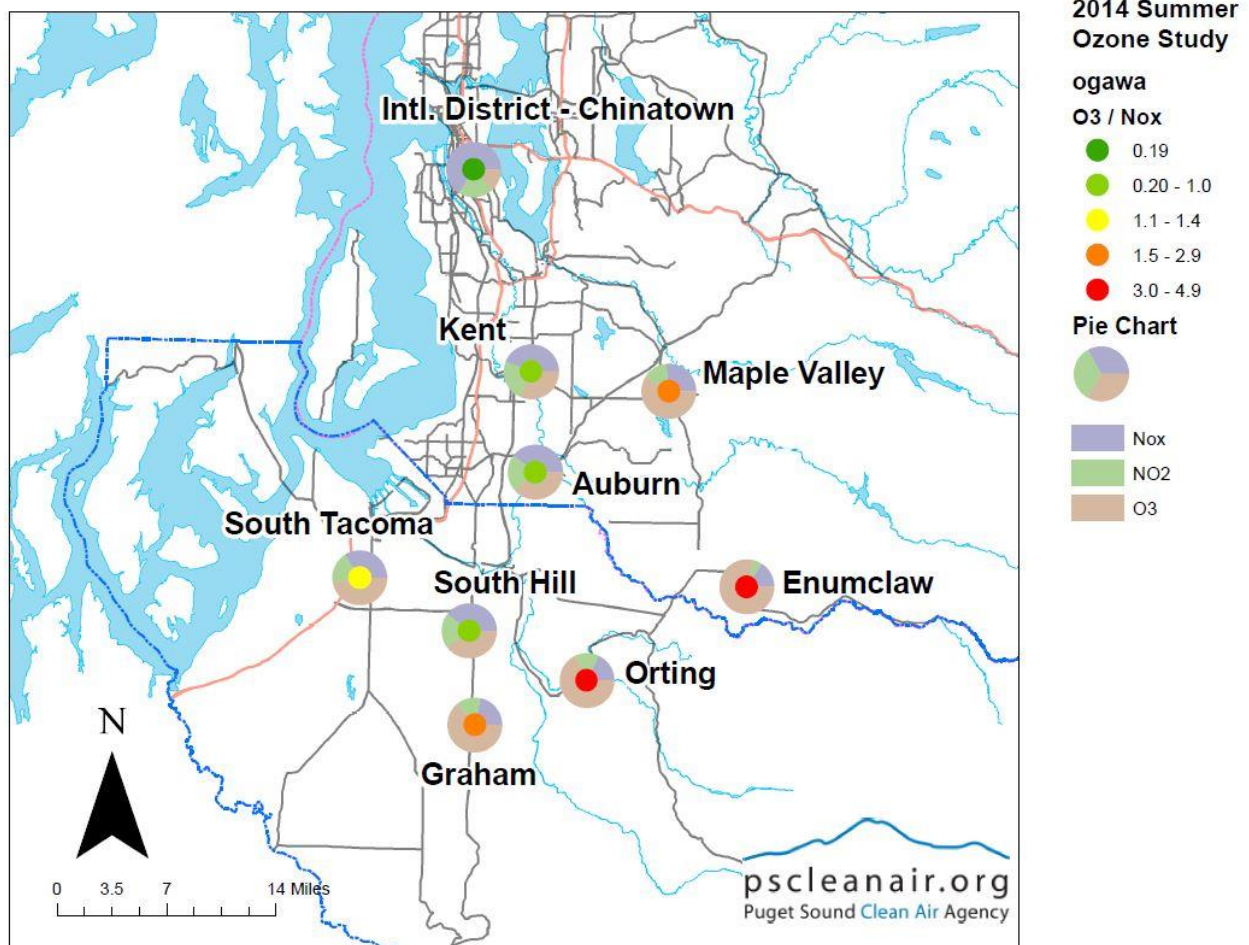 2014 Summer
Ozone Study
ogawa
O3 / Nox
0.19
0.20 - 1.0
1.1 - 1.4
1.5 - 2.9
3.0 - 4.9
Pie Chart
Nox
NO2
O3
Intl. District - Chinatown
Kent
Maple Valley
Auburn
South Tacoma
South Hill
Enumclaw
Orting
Graham
N
0 3.5 7 14 Miles
pscleanair.org
Puget Sound Clean Air Agency